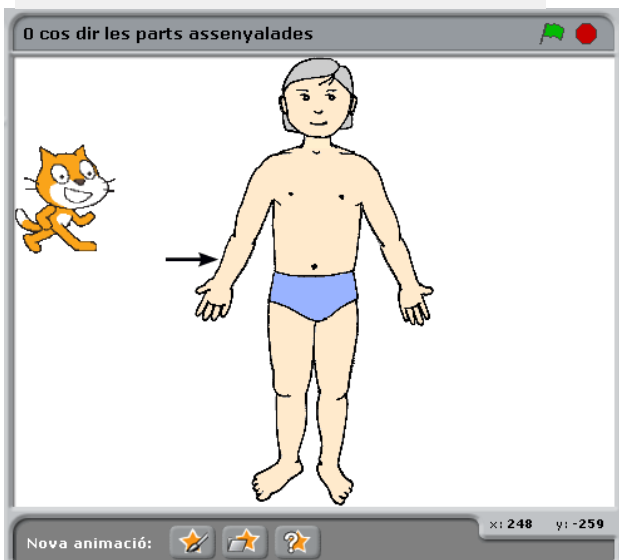 0 cos dir les parts assenyalades
x: 248 y: -259
Nova animació: